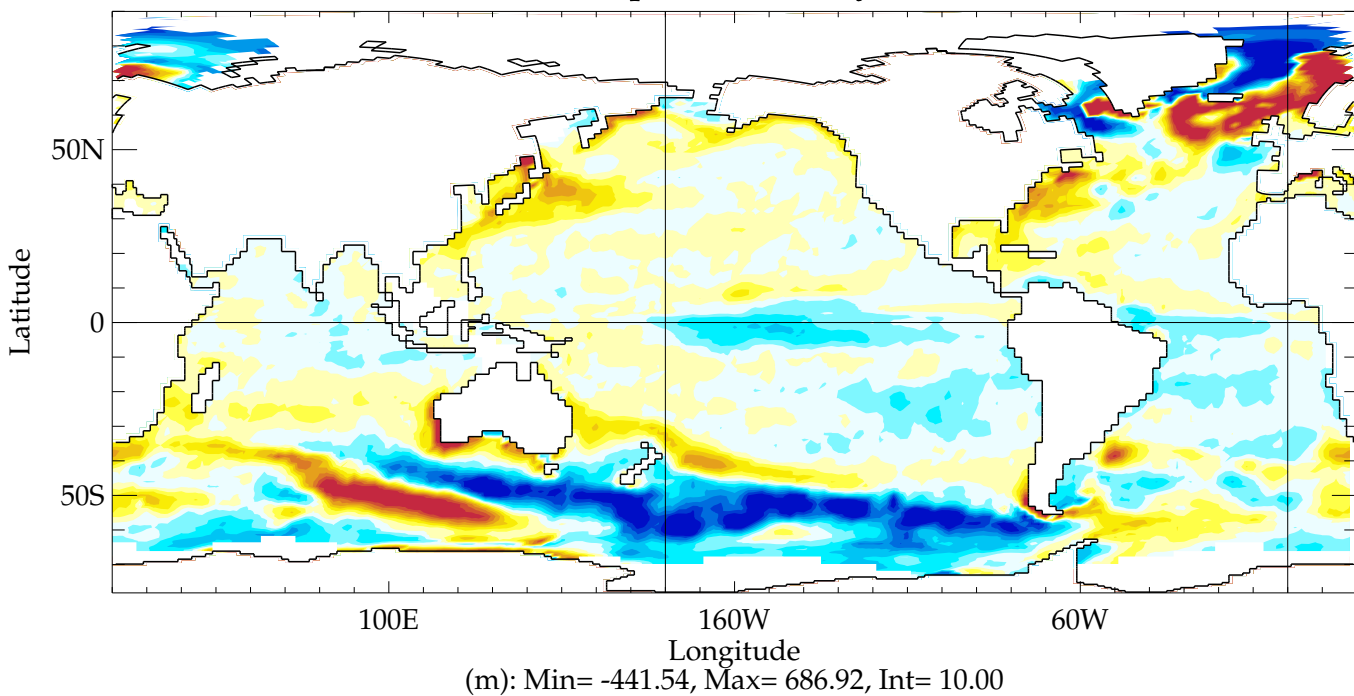 50N
0
50S
Latitude
100E
160W
60W
Longitude
(m): Min= -441.54, Max= 686.92, Int= 10.00